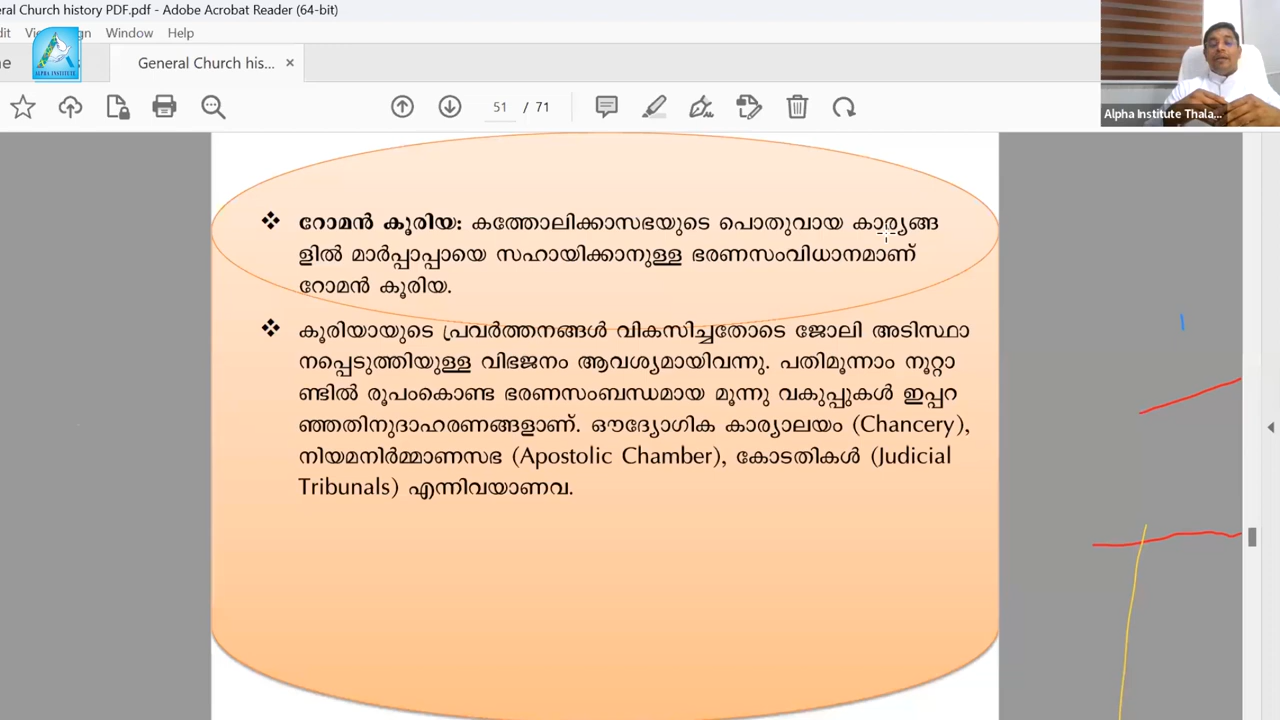 eral Church history PDF.pdf - Adobe Acrobat Reader (64-bit)
Window Help
ALPHA INSTITUTE
General Church his... ×
51 / 71
Alpha Institute Thala...
❖ റോമൻ കൂരിയ: കത്തോലിക്കാസഭയുടെ പൊതുവായ കാര്യങ്ങ
ളിൽ മാർപ്പാപ്പായെ സഹായിക്കാനുള്ള ഭരണസംവിധാനമാണ്
റോമൻ കൂരിയ.
❖ കൂരിയായുടെ പ്രവർത്തനങ്ങൾ വികസിച്ചതോടെ ജോലി അടിസ്ഥാ
നപ്പെടുത്തിയുള്ള വിഭജനം ആവശ്യമായിവന്നു. പതിമൂന്നാം നൂറ്റാ
ണ്ടിൽ രൂപംകൊണ്ട ഭരണസംബന്ധമായ മൂന്നു വകുപ്പുകൾ ഇപ്പറ
ഞ്ഞതിനുദാഹരണങ്ങളാണ്. ഔദ്യോഗിക കാര്യാലയം (Chancery),
നിയമനിർമ്മാണസഭ (Apostolic Chamber), കോടതികൾ (Judicial
Tribunals) എന്നിവയാണവ.